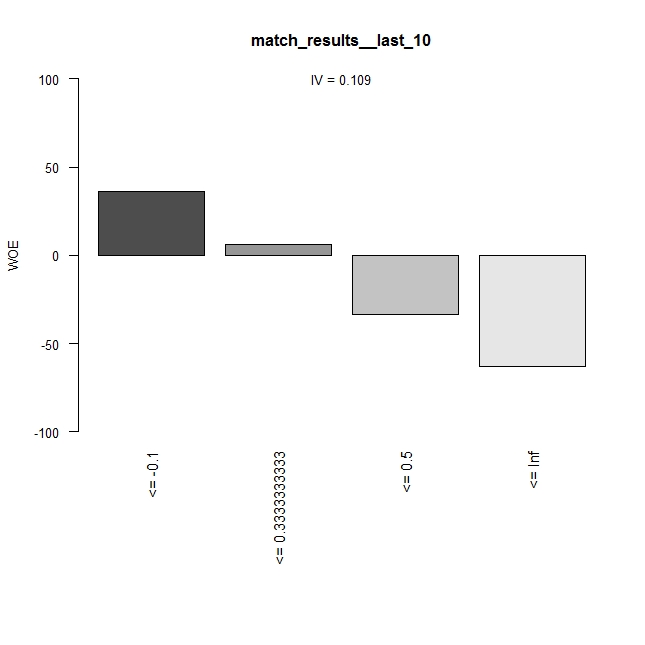 match_results__last_10
IV = 0.109
100
50
0
-50
-100
WOE
<= -0.1
<= 0.3333333333
<= 0.5
<= Inf